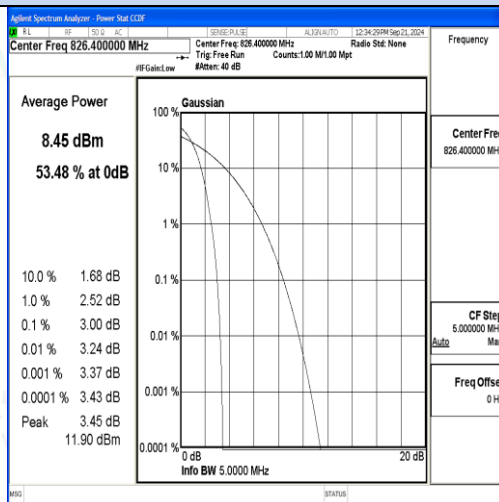 Agilent Spectrum Analyzer - Power Stat CCDF
RL RF 50 Ω AC SENSE:PULSE ALIGNAUTO 12:34:29PM Sep 21, 2024
Center Freq 826.400000 MHz
Center Freq: 826.400000 MHz Radio Std: None
Trig: Free Run Counts:1.00 M/1.00 Mpt
#IFGain:Low #Atten: 40 dB
Frequency
Average Power
8.45 dBm
53.48 % at 0dB
10.0 % 1.68 dB
1.0 % 2.52 dB
0.1 % 3.00 dB
0.01 % 3.24 dB
0.001 % 3.37 dB
0.0001 % 3.43 dB
Peak 3.45 dB
11.90 dBm
Gaussian
100 %
10 %
1 %
0.1 %
0.01 %
0.001 %
0.0001 %
0 dB 20 dB
Info BW 5.0000 MHz
Center Fre
826.400000 MH
CF Ste
5.000000 MH
Auto Ma
Freq Offse
0 H
MSG STATUS